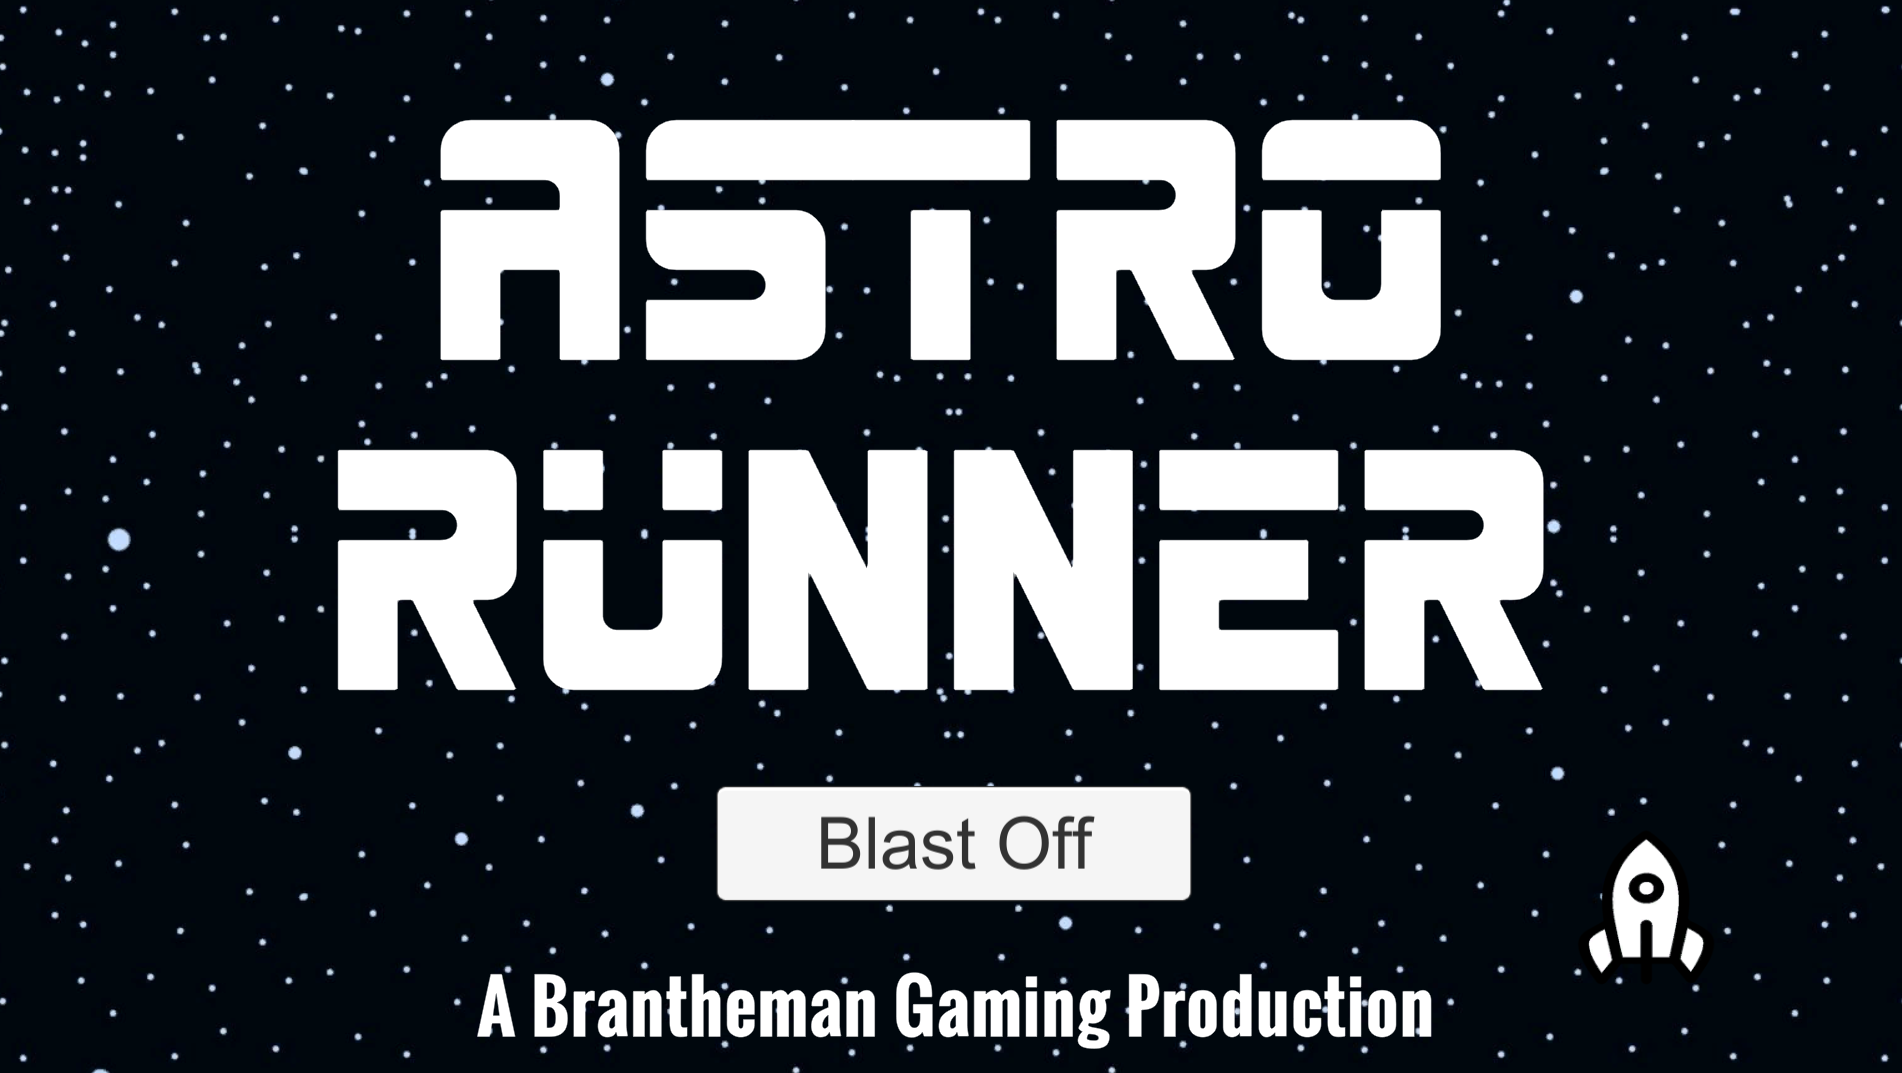 ASTRO
RÜNNER
Blast Off
A Brantheman Gaming Production